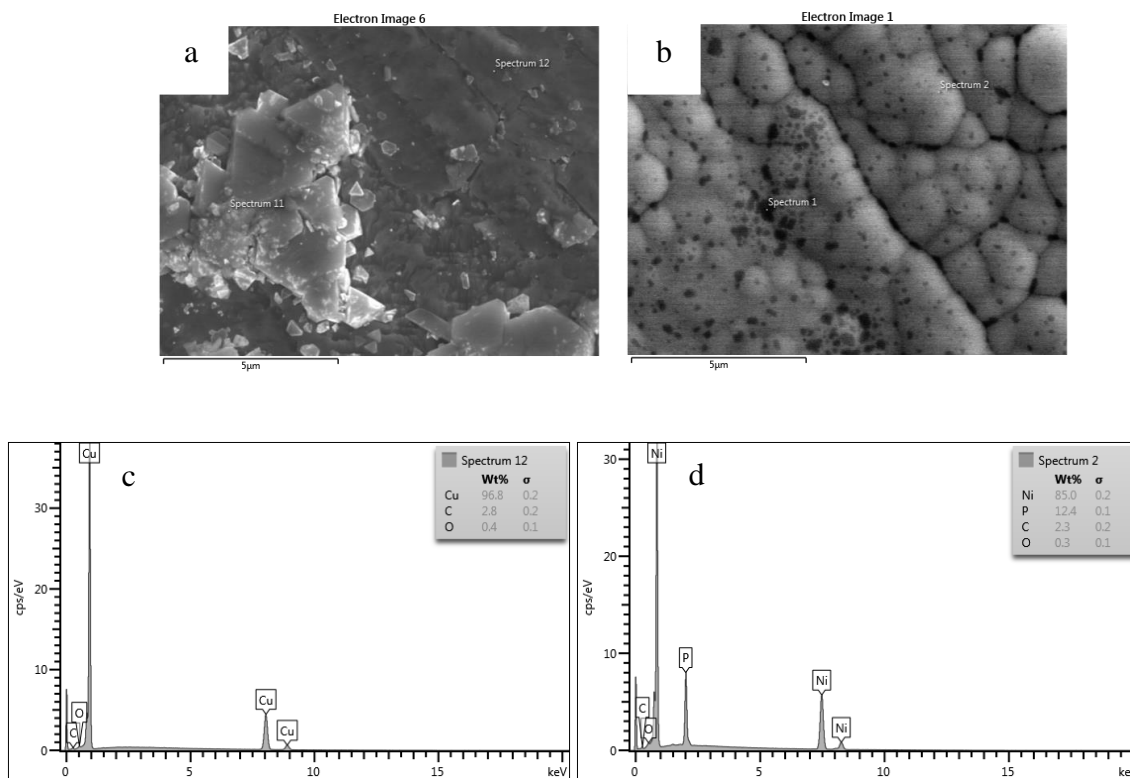 Electron Image 6
a
Spectrum 12
Spectrum 11
5µm
Electron Image 1
b
Spectrum 2
Spectrum 1
5µm
c
Cu
Spectrum 12
Wt% σ
Cu 96.8 0.2
C 2.8 0.2
O 0.4 0.1
30
20
cps/eV
10
O
C
Cu
Cu
0
0 5 10 15 keV
d
Ni
Spectrum 2
Wt% σ
Ni 85.0 0.2
P 12.4 0.1
C 2.3 0.2
O 0.3 0.1
30
20
cps/eV
10
P
C
O
Ni
Ni
0
0 5 10 15 keV